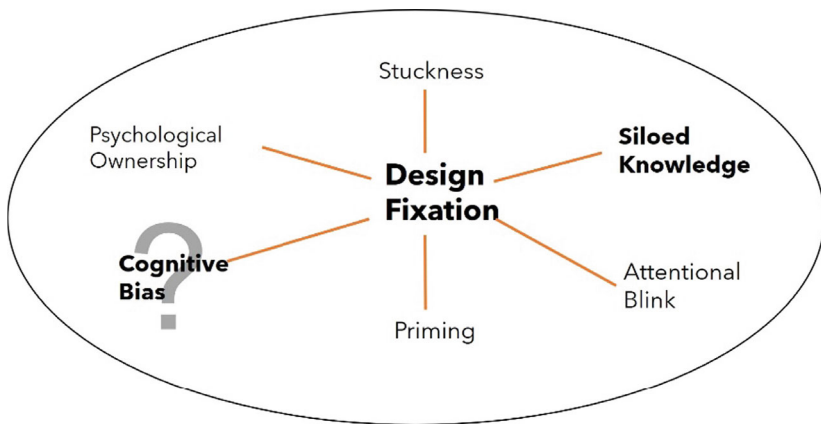 Stuckness
Psychological
Ownership
Siloed
Knowledge
Design
Fixation
?
Cognitive
Bias
Attentional
Blink
Priming